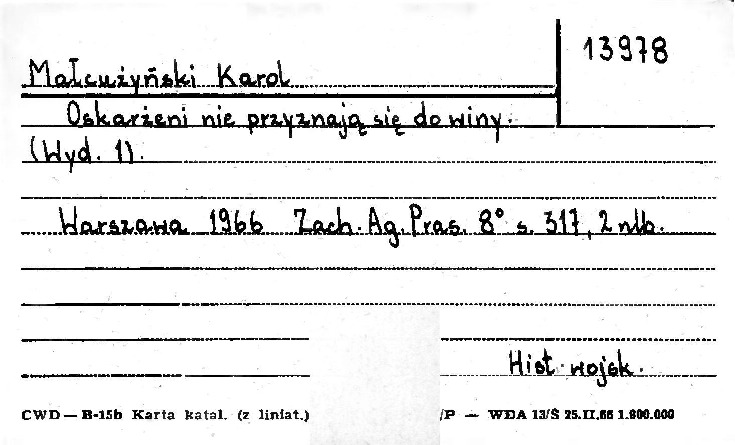 13978
Małcużyński Karol
Oskarżeni nie przyznają się do winy.
(Wyd. 1).
Warszawa 1966 Zach. Ag. Pras. 8° s. 317, 2 nlb.
Hist. wojsk.
CWD — B-15b Karta katal. (z liniat.) /P — WDA 13/Ś 25.II.66 1.800.000